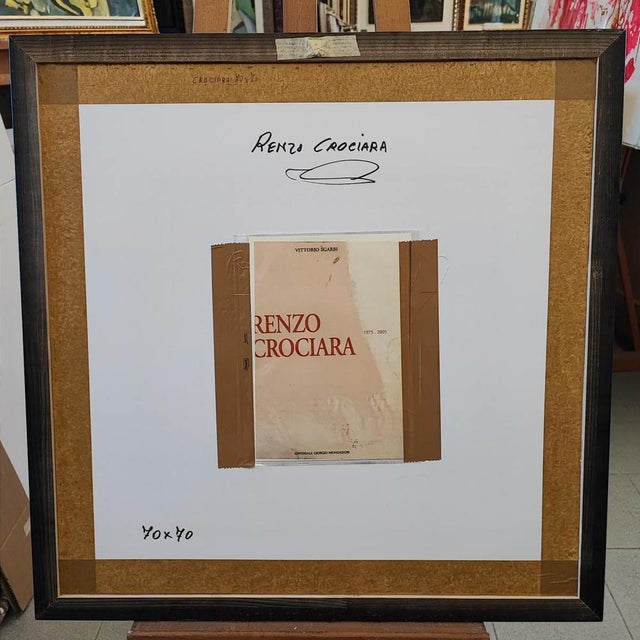 CROCIARA 70x70
RENZO CROCIARA
VITTORIO SGARBI
RENZO
CROCIARA
1975 - 2005
EDITORIALE GIORGIO MONDADORI
70x70